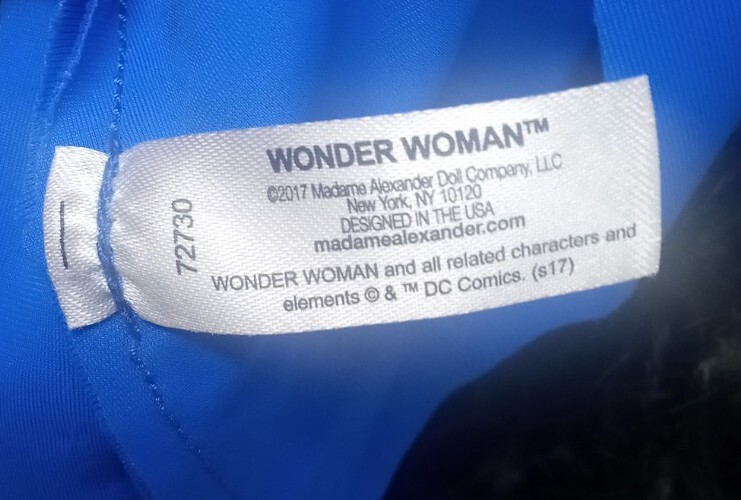 WONDER WOMAN™
©2017 Madame Alexander Doll Company, LLC
New York, NY 10120
DESIGNED IN THE USA
madamealexander.com
WONDER WOMAN and all related characters and
elements © & ™ DC Comics. (s17)
72730